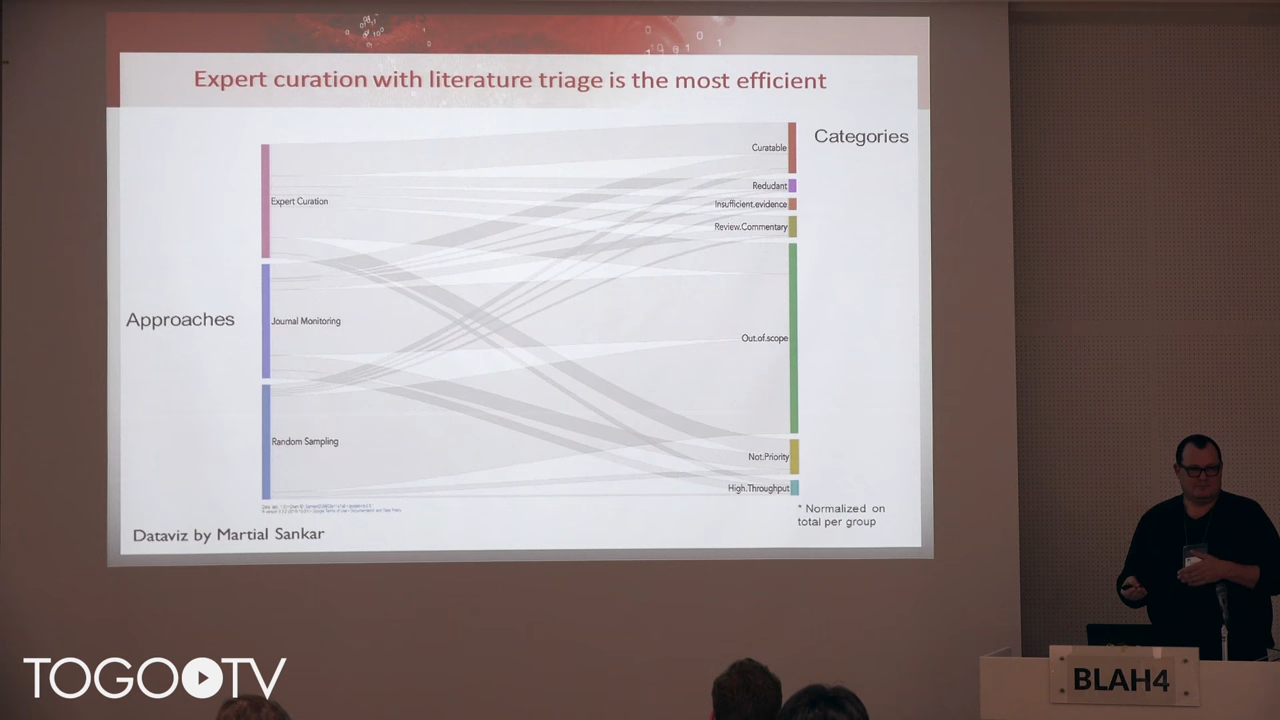 Expert curation with literature triage is the most efficient
Categories
Curatable
Redudant
Expert Curation
Insufficient.evidence
Review.Commentary
Approaches
Journal Monitoring
Out.of.scope
Random Sampling
Not.Priority
High.Throughput
* Normalized on
total per group
Dataviz by Martial Sankar
TOGOTV
BLAH4